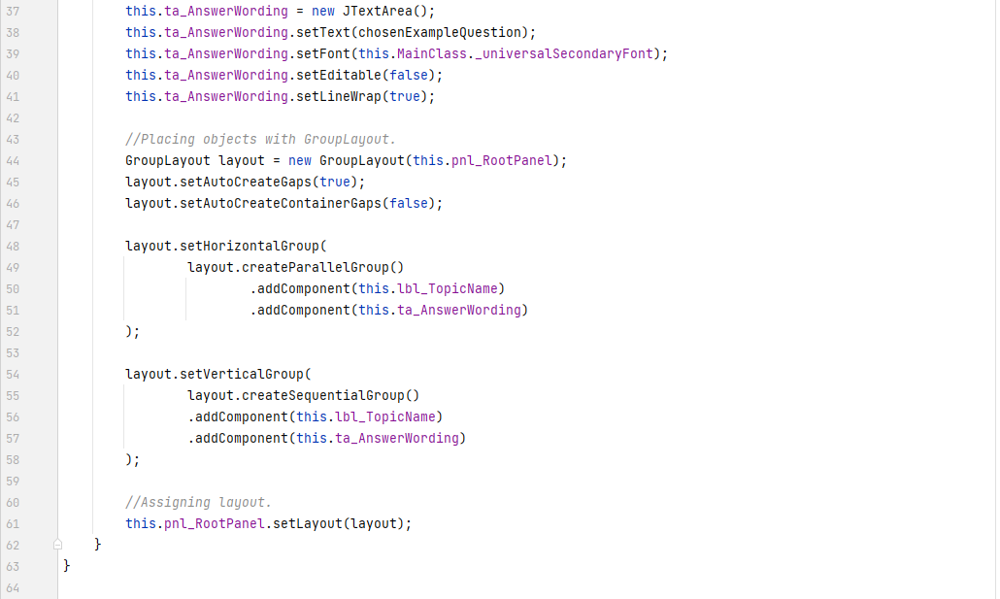 37 this.ta_AnswerWording = new JTextArea();
38 this.ta_AnswerWording.setText(chosenExampleQuestion);
39 this.ta_AnswerWording.setFont(this.MainClass._universalSecondaryFont);
40 this.ta_AnswerWording.setEditable(false);
41 this.ta_AnswerWording.setLineWrap(true);
42
43 //Placing objects with GroupLayout.
44 GroupLayout layout = new GroupLayout(this.pnl_RootPanel);
45 layout.setAutoCreateGaps(true);
46 layout.setAutoCreateContainerGaps(false);
47
48 layout.setHorizontalGroup(
49 layout.createParallelGroup()
50 .addComponent(this.lbl_TopicName)
51 .addComponent(this.ta_AnswerWording)
52 );
53
54 layout.setVerticalGroup(
55 layout.createSequentialGroup()
56 .addComponent(this.lbl_TopicName)
57 .addComponent(this.ta_AnswerWording)
58 );
59
60 //Assigning layout.
61 this.pnl_RootPanel.setLayout(layout);
62 }
63 }
64